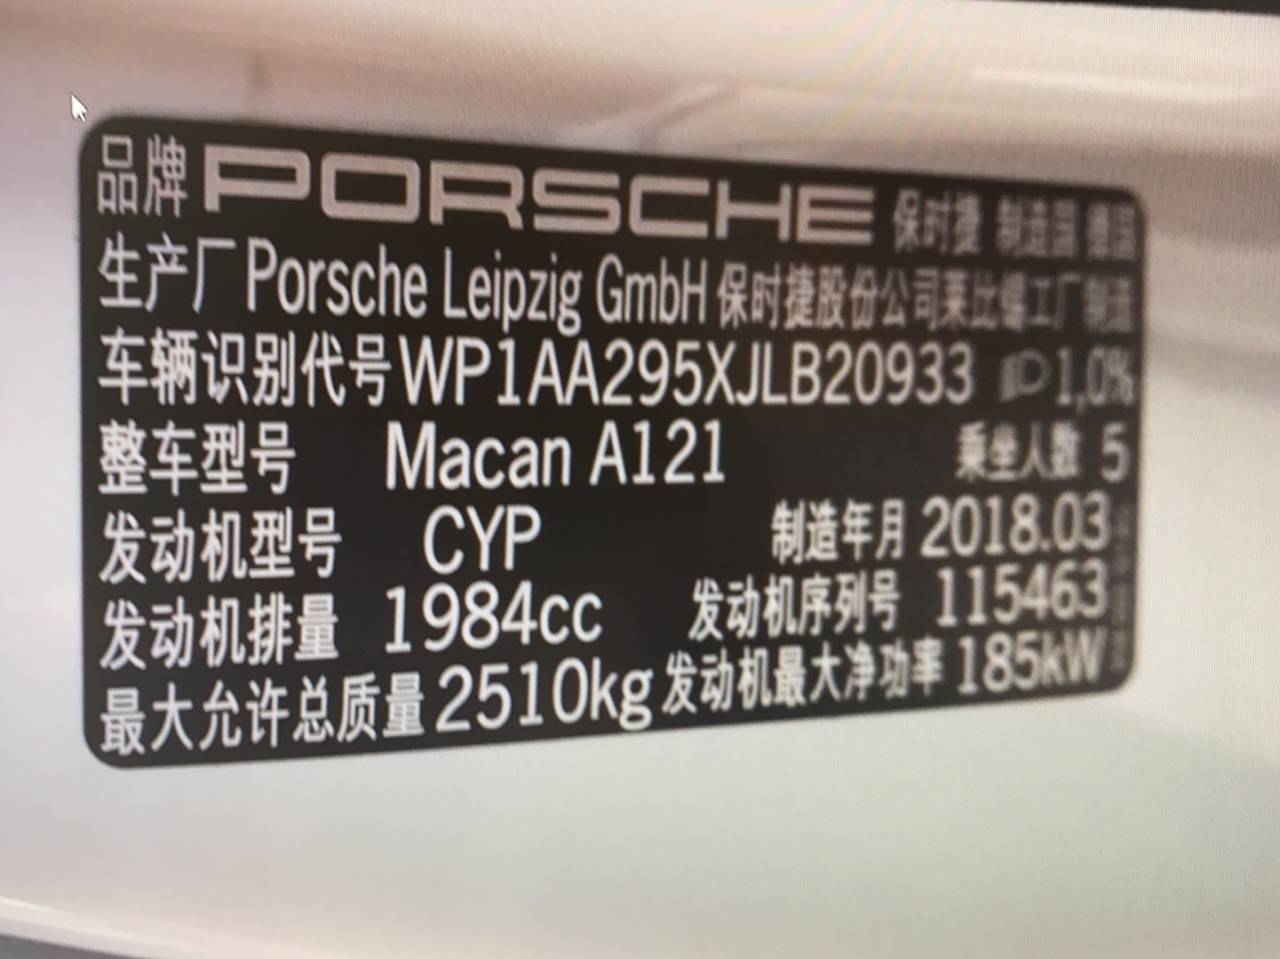 品牌 PORSCHE 保时捷 制造国 德国
生产厂 Porsche Leipzig GmbH 保时捷股份公司莱比锡工厂制造
车辆识别代号 WP1AA295XJLB20933 1,0%
整车型号 Macan A121 乘坐人数 5
发动机型号 CYP 制造年月 2018.03
发动机排量 1984cc 发动机序列号 115463
最大允许总质量 2510kg 发动机最大净功率 185kW